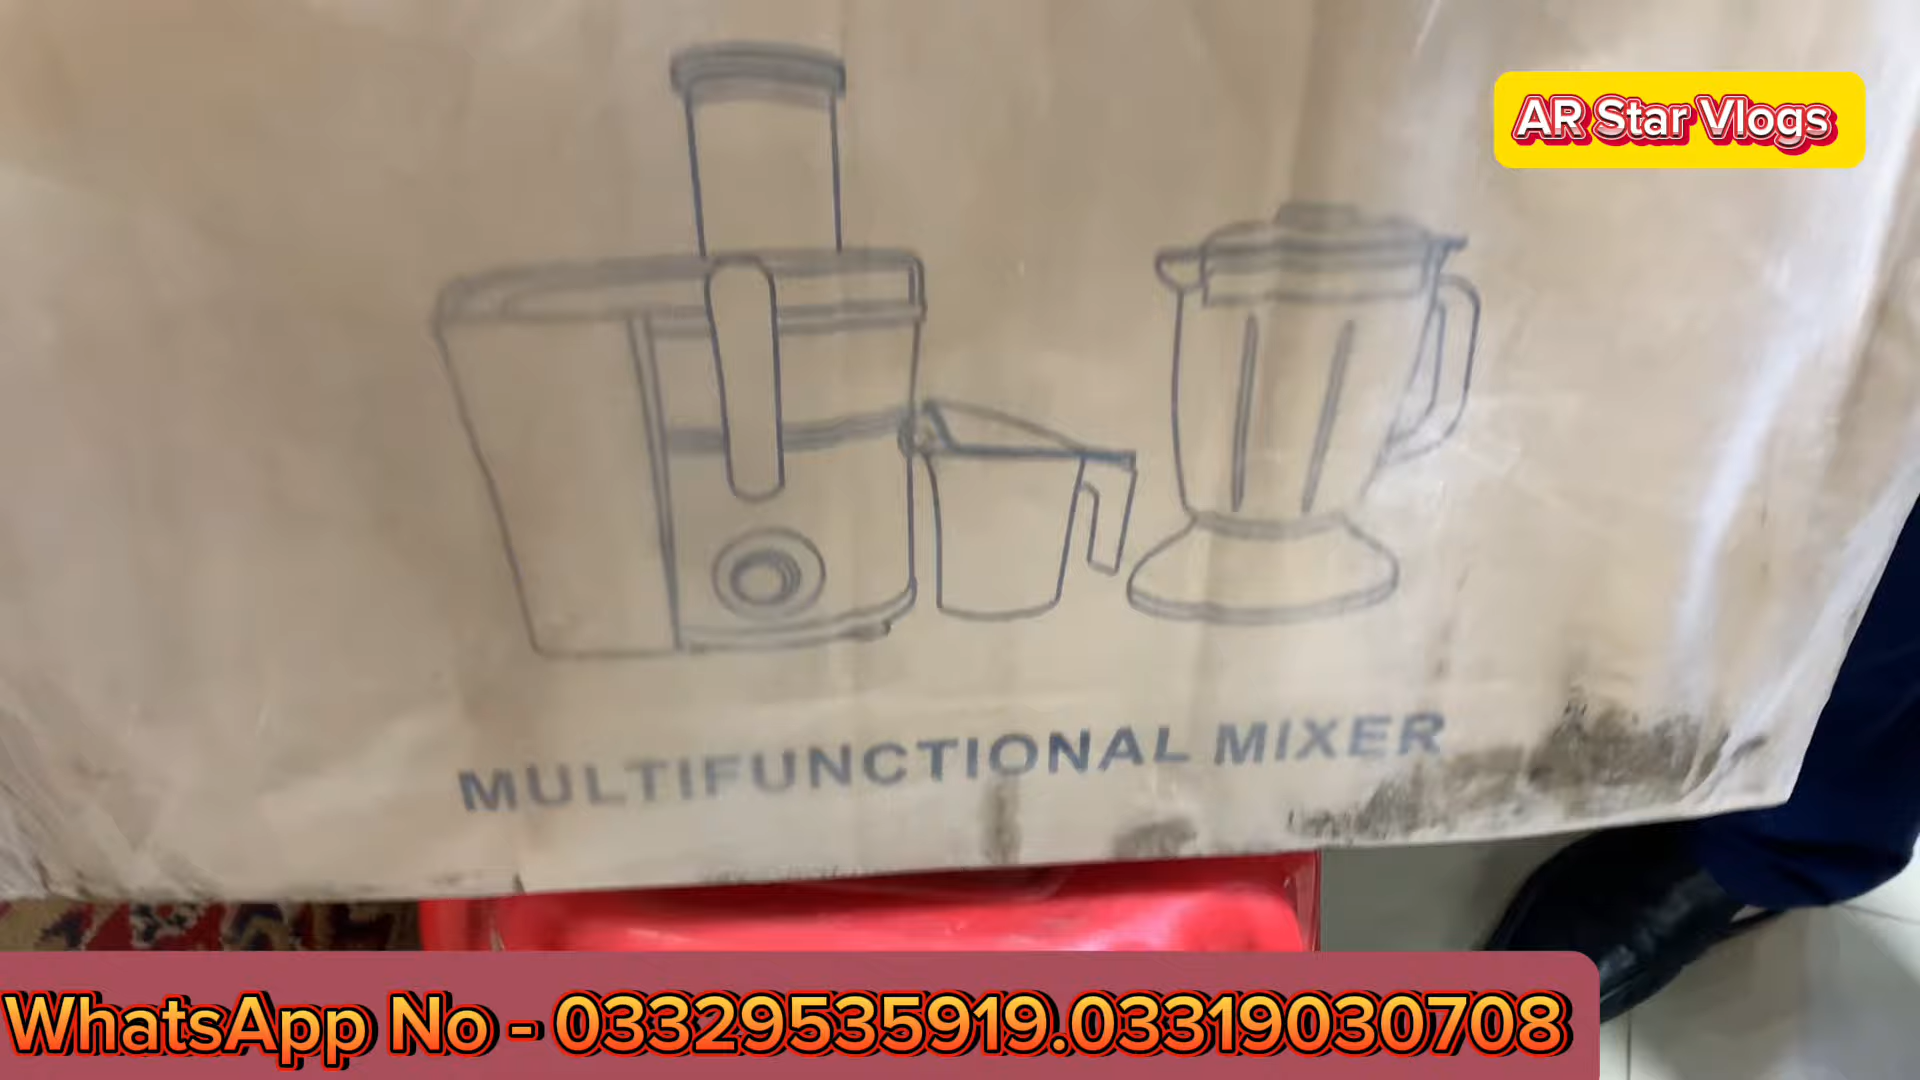 AR Star Vlogs
MULTIFUNCTIONAL MIXER
WhatsApp No - 03329535919.03319030708